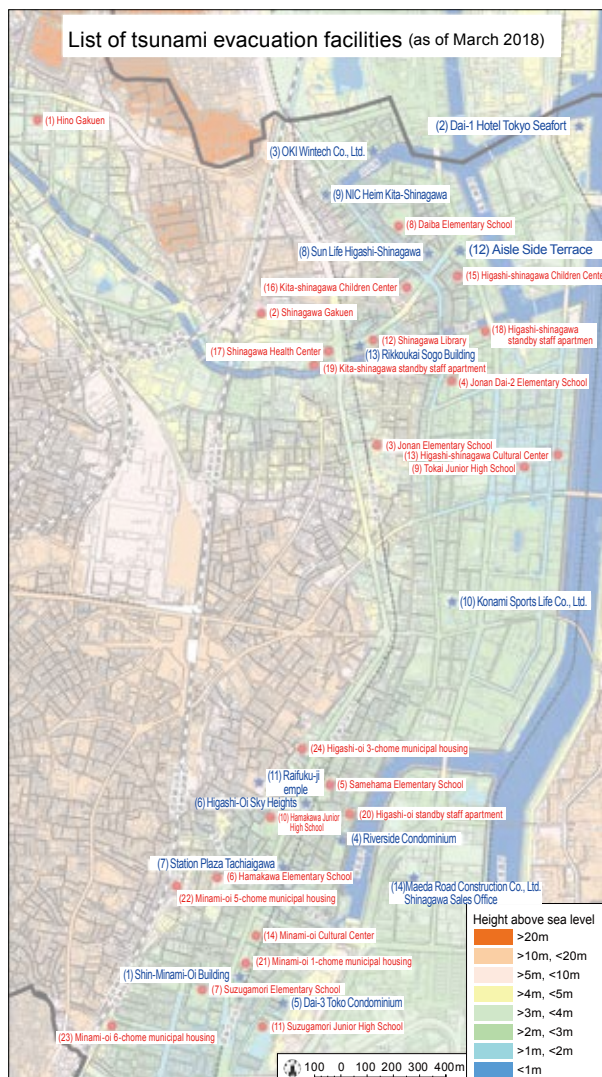 List of tsunami evacuation facilities (as of March 2018)
(1) Hino Gakuen
(2) Dai-1 Hotel Tokyo Seafort
(3) OKI Wintech Co., Ltd.
(9) NIC Heim Kita-Shinagawa
(8) Daiba Elementary School
(8) Sun Life Higashi-Shinagawa
(12) Aisle Side Terrace
(15) Higashi-shinagawa Children Center
(16) Kita-shinagawa Children Center
(2) Shinagawa Gakuen
(18) Higashi-shinagawa
standby staff apartmen
(12) Shinagawa Library
(17) Shinagawa Health Center
(13) Rikkoukai Sogo Building
(19) Kita-shinagawa standby staff apartment
(4) Jonan Dai-2 Elementary School
(3) Jonan Elementary School
(13) Higashi-shinagawa Cultural Center
(9) Tokai Junior High School
(10) Konami Sports Life Co., Ltd.
(24) Higashi-oi 3-chome municipal housing
(11) Raifuku-ji
emple
(5) Samehama Elementary School
(6) Higashi-Oi Sky Heights
(10) Hamakawa Junior
High School
(20) Higashi-oi standby staff apartment
(4) Riverside Condominium
(7) Station Plaza Tachiaigawa
(6) Hamakawa Elementary School
(22) Minami-oi 5-chome municipal housing
(14)Maeda Road Construction Co., Ltd.
Shinagawa Sales Office
(14) Minami-oi Cultural Center
(21) Minami-oi 1-chome municipal housing
(1) Shin-Minami-Oi Building
(7) Suzugamori Elementary School
(5) Dai-3 Toko Condominium
(23) Minami-oi 6-chome municipal housing
(11) Suzugamori Junior High School
Height above sea level
>20m
>10m, <20m
>5m, <10m
>4m, <5m
>3m, <4m
>2m, <3m
>1m, <2m
<1m
100 0 100 200 400m